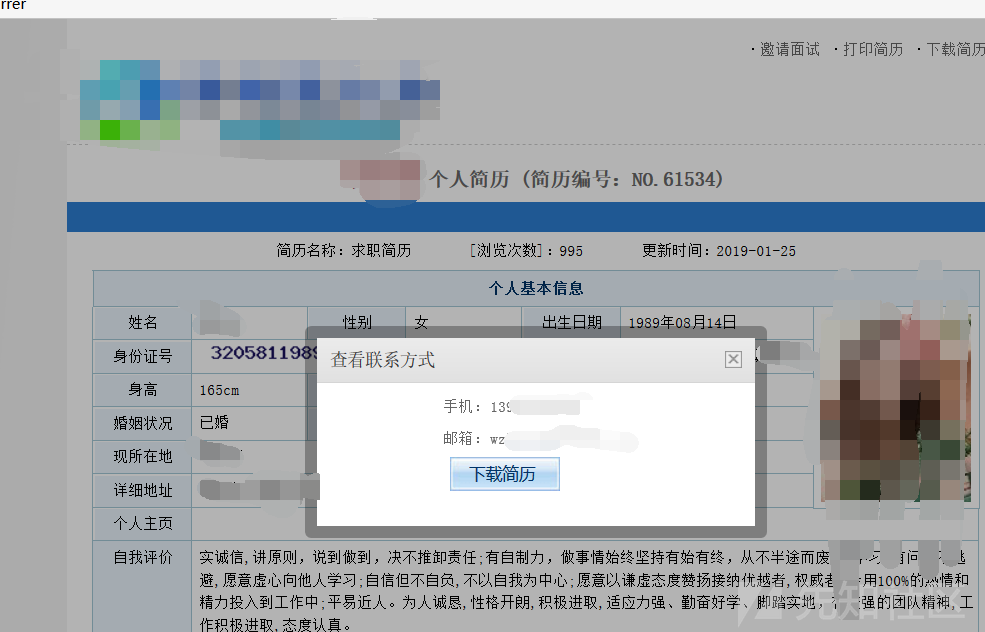 rrer
·邀请面试 ·打印简历 ·下载简历
个人简历 (简历编号: NO.61534)
简历名称: 求职简历 [浏览次数]: 995 更新时间: 2019-01-25
个人基本信息
姓名 性别 女 出生日期 1989年08月14日
身份证号 3205811989
查看联系方式
身高 165cm
手机: 139
婚姻状况 已婚
邮箱: wz
现所在地
下载简历
详细地址
个人主页
自我评价 实诚信,讲原则，说到做到，决不推卸责任;有自制力，做事情始终坚持有始有终，从不半途而废
避,愿意虚心向他人学习;自信但不自负,不以自我为中心;愿意以谦虚态度赞扬接纳优越者,权威者 用100%的热情和
精力投入到工作中;平易近人。为人诚恳,性格开朗,积极进取,适应力强、勤奋好学、脚踏实地，有 强的团队精神,工
作积极进取,态度认真。
先知社区